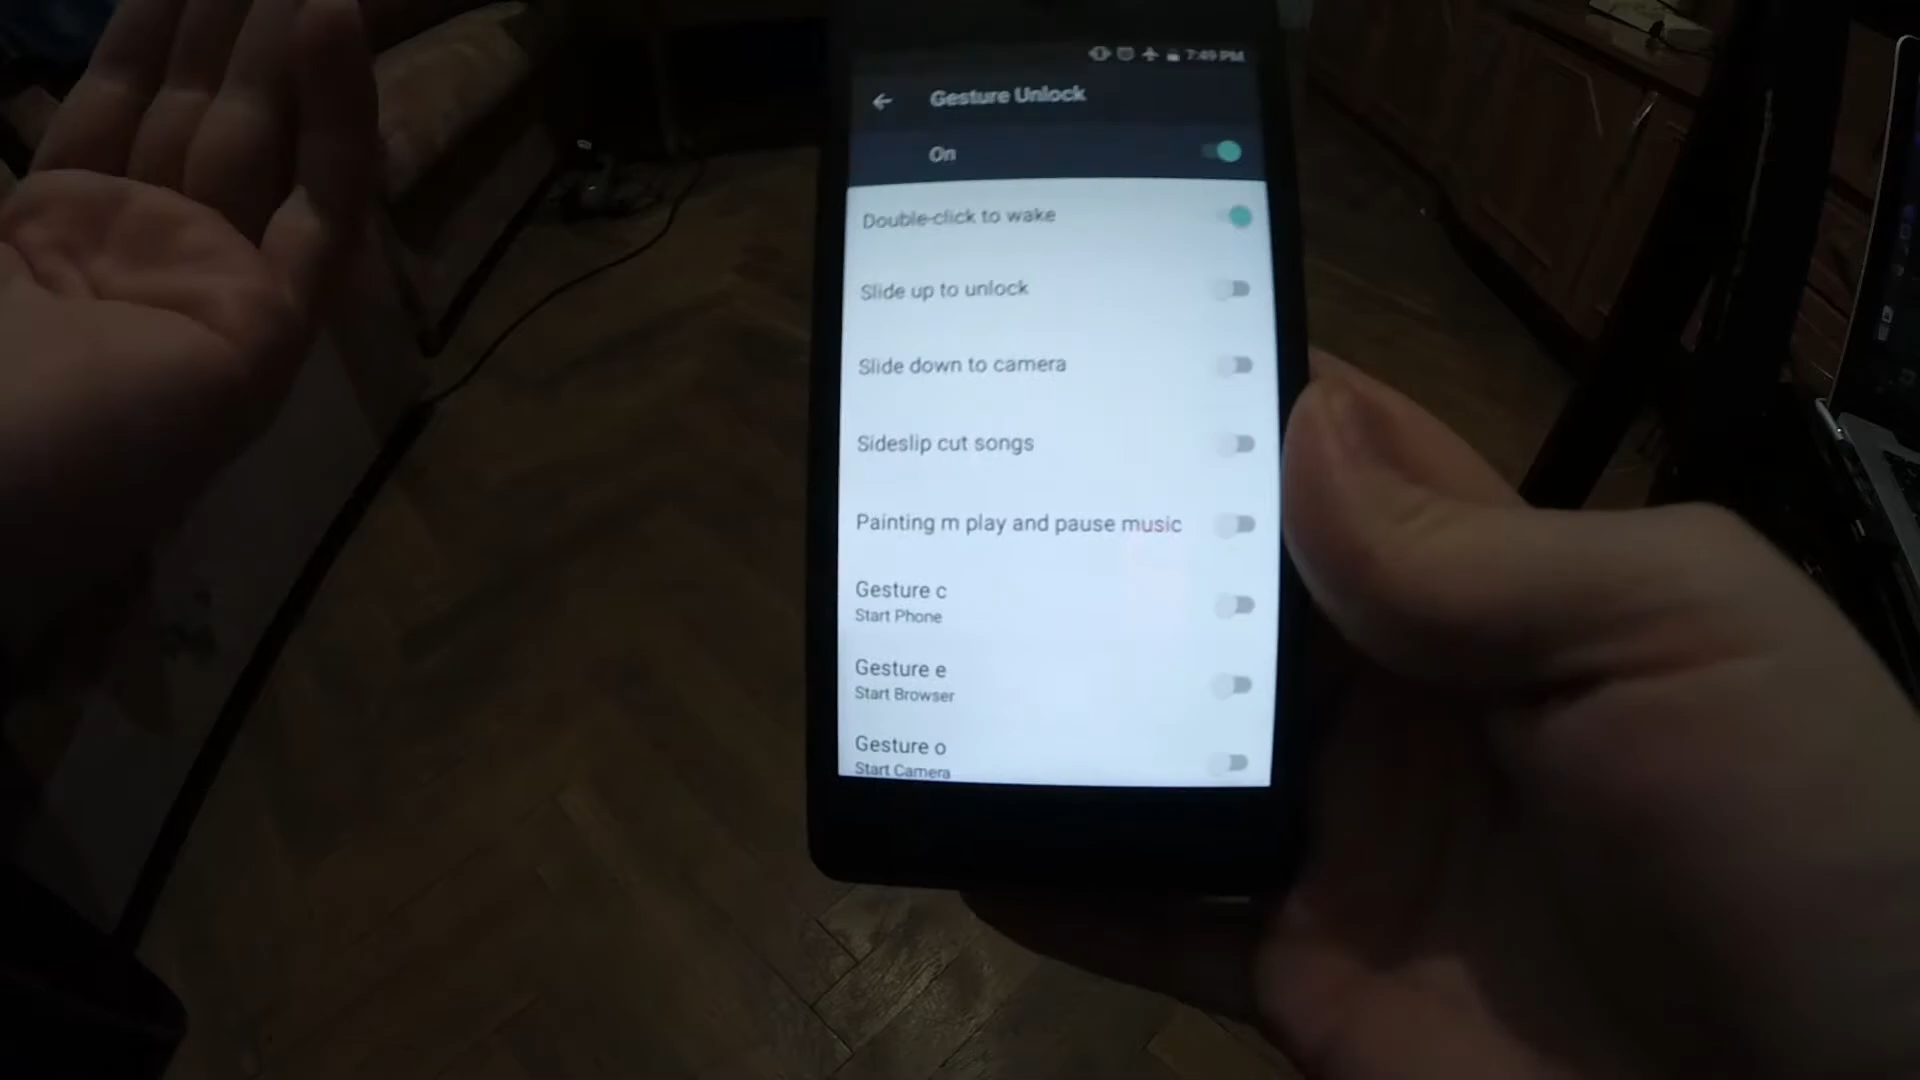 7:49 PM
Gesture Unlock
On
Double-click to wake
Slide up to unlock
Slide down to camera
Sideslip cut songs
Painting m play and pause music
Gesture c
Start Phone
Gesture e
Start Browser
Gesture o
Start Camera